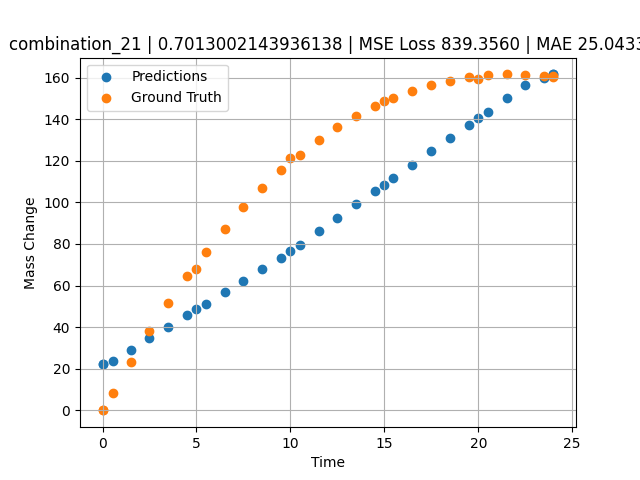 combination_21 | 0.7013002143936138 | MSE Loss 839.3560 | MAE 25.0433
Predictions
Ground Truth
160
140
120
100
80
60
40
20
0
Mass Change
0 5 10 15 20 25
Time